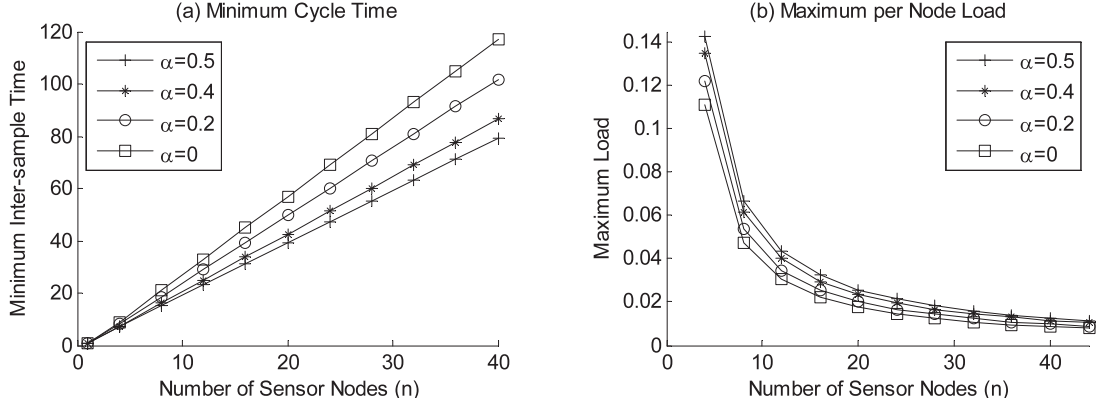 (a) Minimum Cycle Time
120
100
80
60
40
20
0
0
10
20
30
40
Minimum Inter-sample Time
Number of Sensor Nodes (n)
α=0.5
α=0.4
α=0.2
α=0
(b) Maximum per Node Load
0.14
0.12
0.1
0.08
0.06
0.04
0.02
0
0
10
20
30
40
Maximum Load
Number of Sensor Nodes (n)
α=0.5
α=0.4
α=0.2
α=0